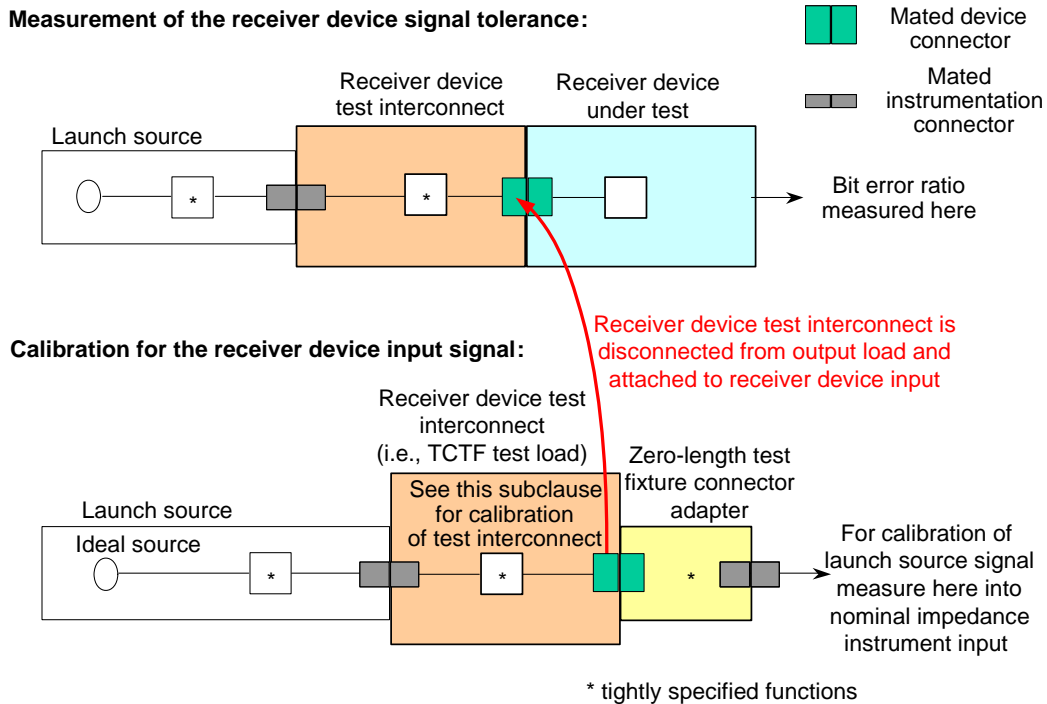 Measurement of the receiver device signal tolerance:
Mated device
connector
Mated
instrumentation
connector
Receiver device
test interconnect
Receiver device
under test
Launch source
*
*
Bit error ratio
measured here
Receiver device test interconnect is
disconnected from output load and
attached to receiver device input
Calibration for the receiver device input signal:
Receiver device test
interconnect
(i.e., TCTF test load)
Zero-length test
fixture connector
adapter
See this subclause
for calibration
of test interconnect
Launch source
Ideal source
*
*
*
For calibration of
launch source signal
measure here into
nominal impedance
instrument input
* tightly specified functions